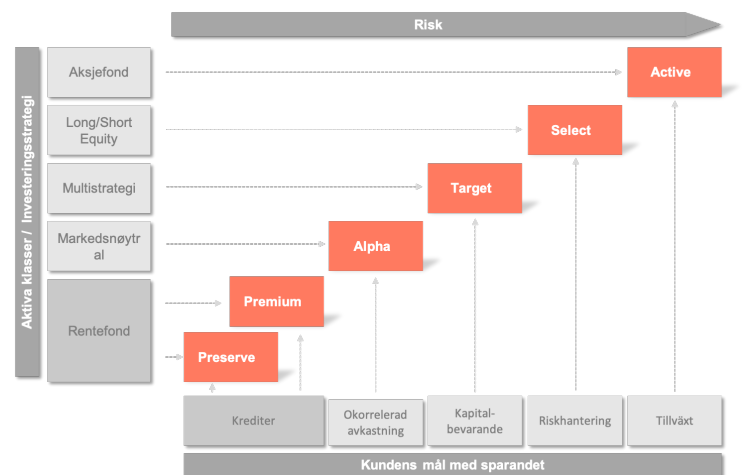 Risk
Aktiva klasser / Investeringsstrategi
Aksjefond
Active
Long/Short
Equity
Select
Multistrategi
Target
Markedsnøytr
al
Alpha
Rentefond
Premium
Preserve
Krediter
Okorrelerad
avkastning
Kapital-
bevarande
Riskhantering
Tillväxt
Kundens mål med sparandet